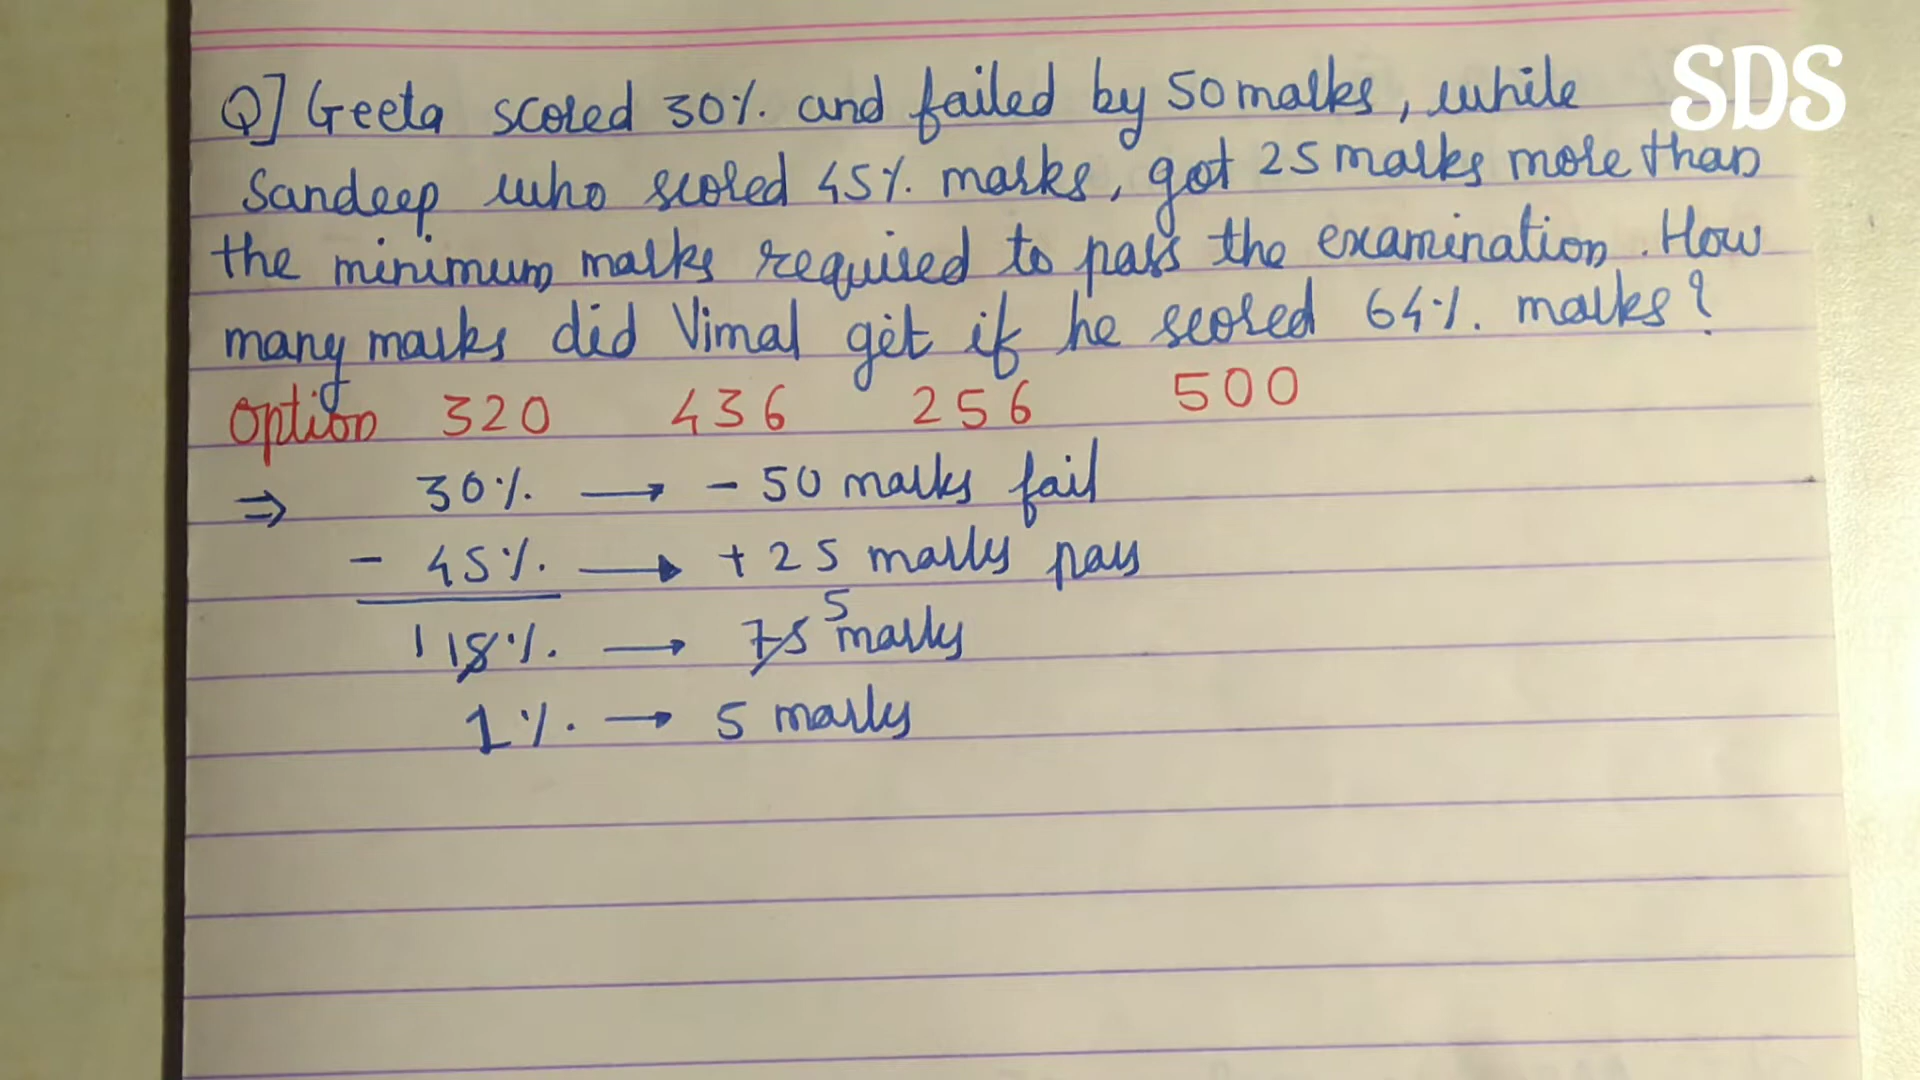 SDS
Q] Geeta scored 30%. and failed by 50 marks, while
Sandeep who scored 45%. marks, got 25 marks more than
the minimum marks required to pass the examination. How
many marks did Vimal get if he scored 64%. marks?
Option 320 436 256 500
⇒ 30%. → - 50 marks fail
- 45%. → + 25 marks pass
5
1 15%. → 75 marks
1%. → 5 marks